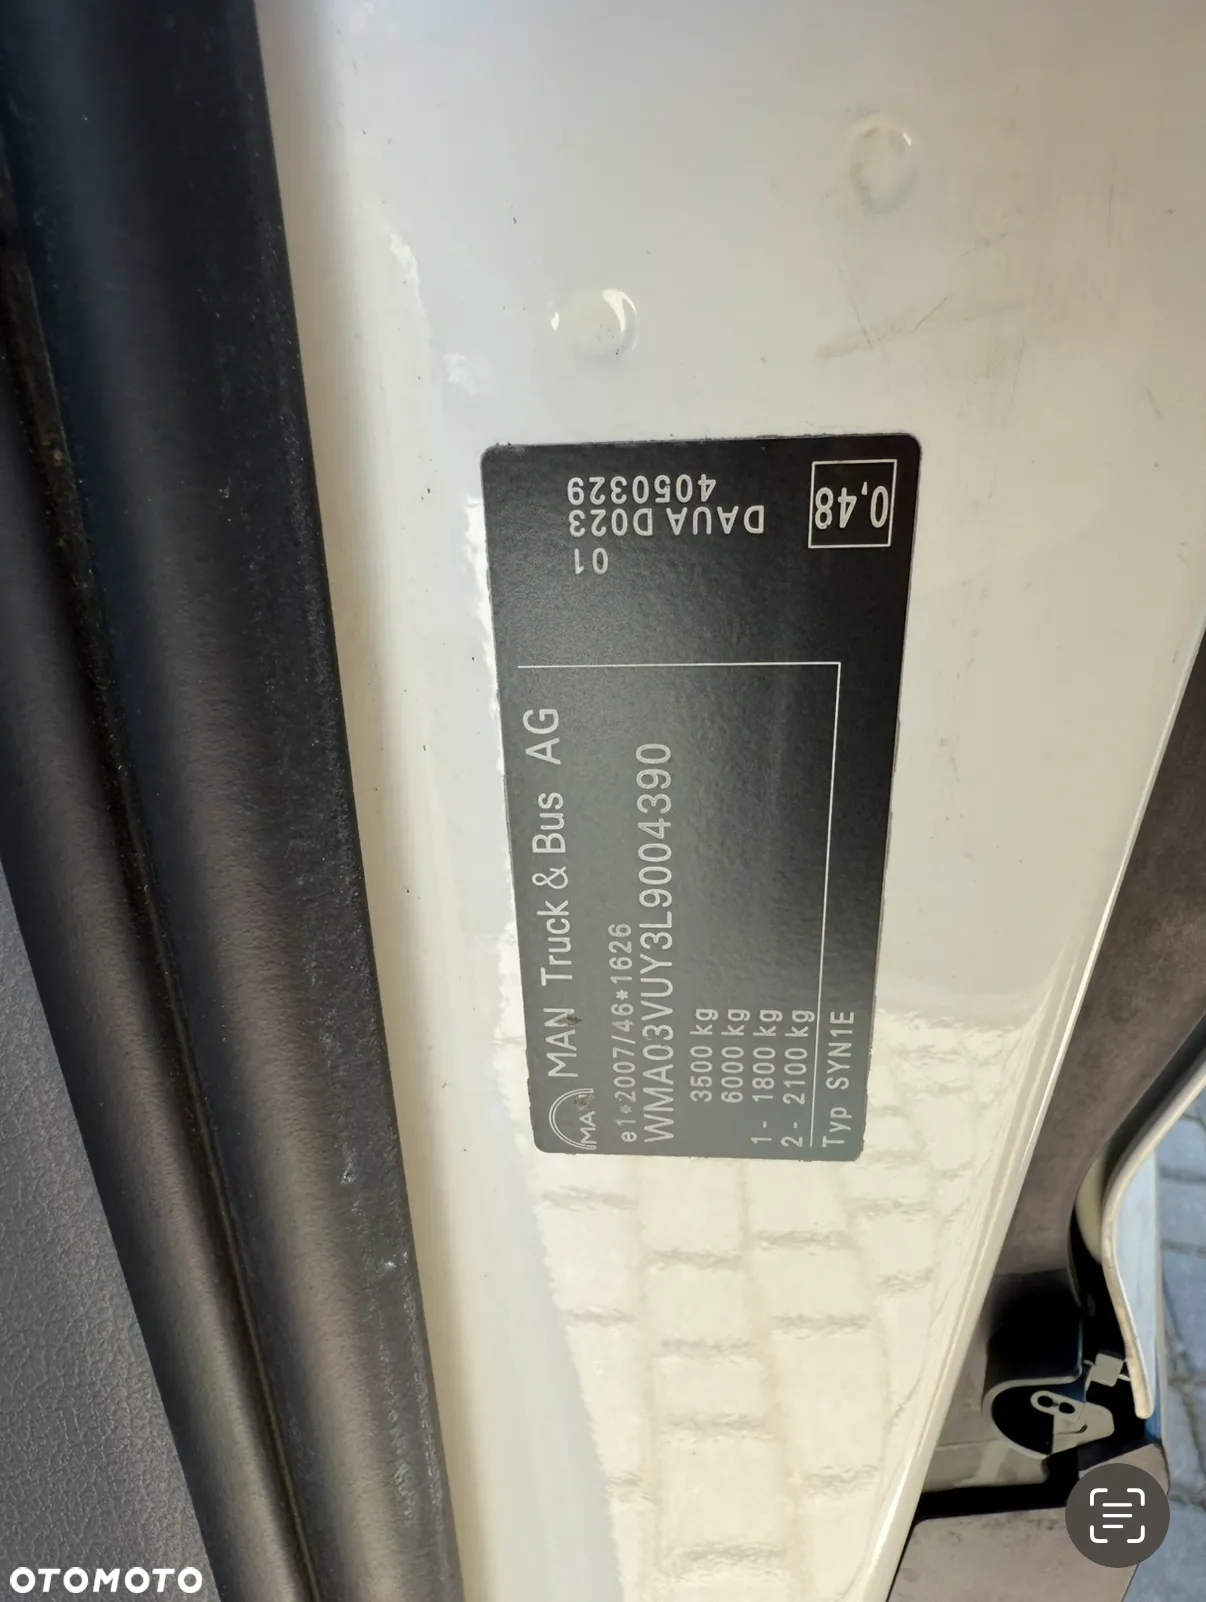 MAN
MAN Truck & Bus AG
e1*2007/46*1626
WMA03VUY3L9004390
3500 kg
6000 kg
1- 1800 kg
2- 2100 kg
Typ SYN1E
01
DAUA D023
4050329
0,48
OTOMOTO